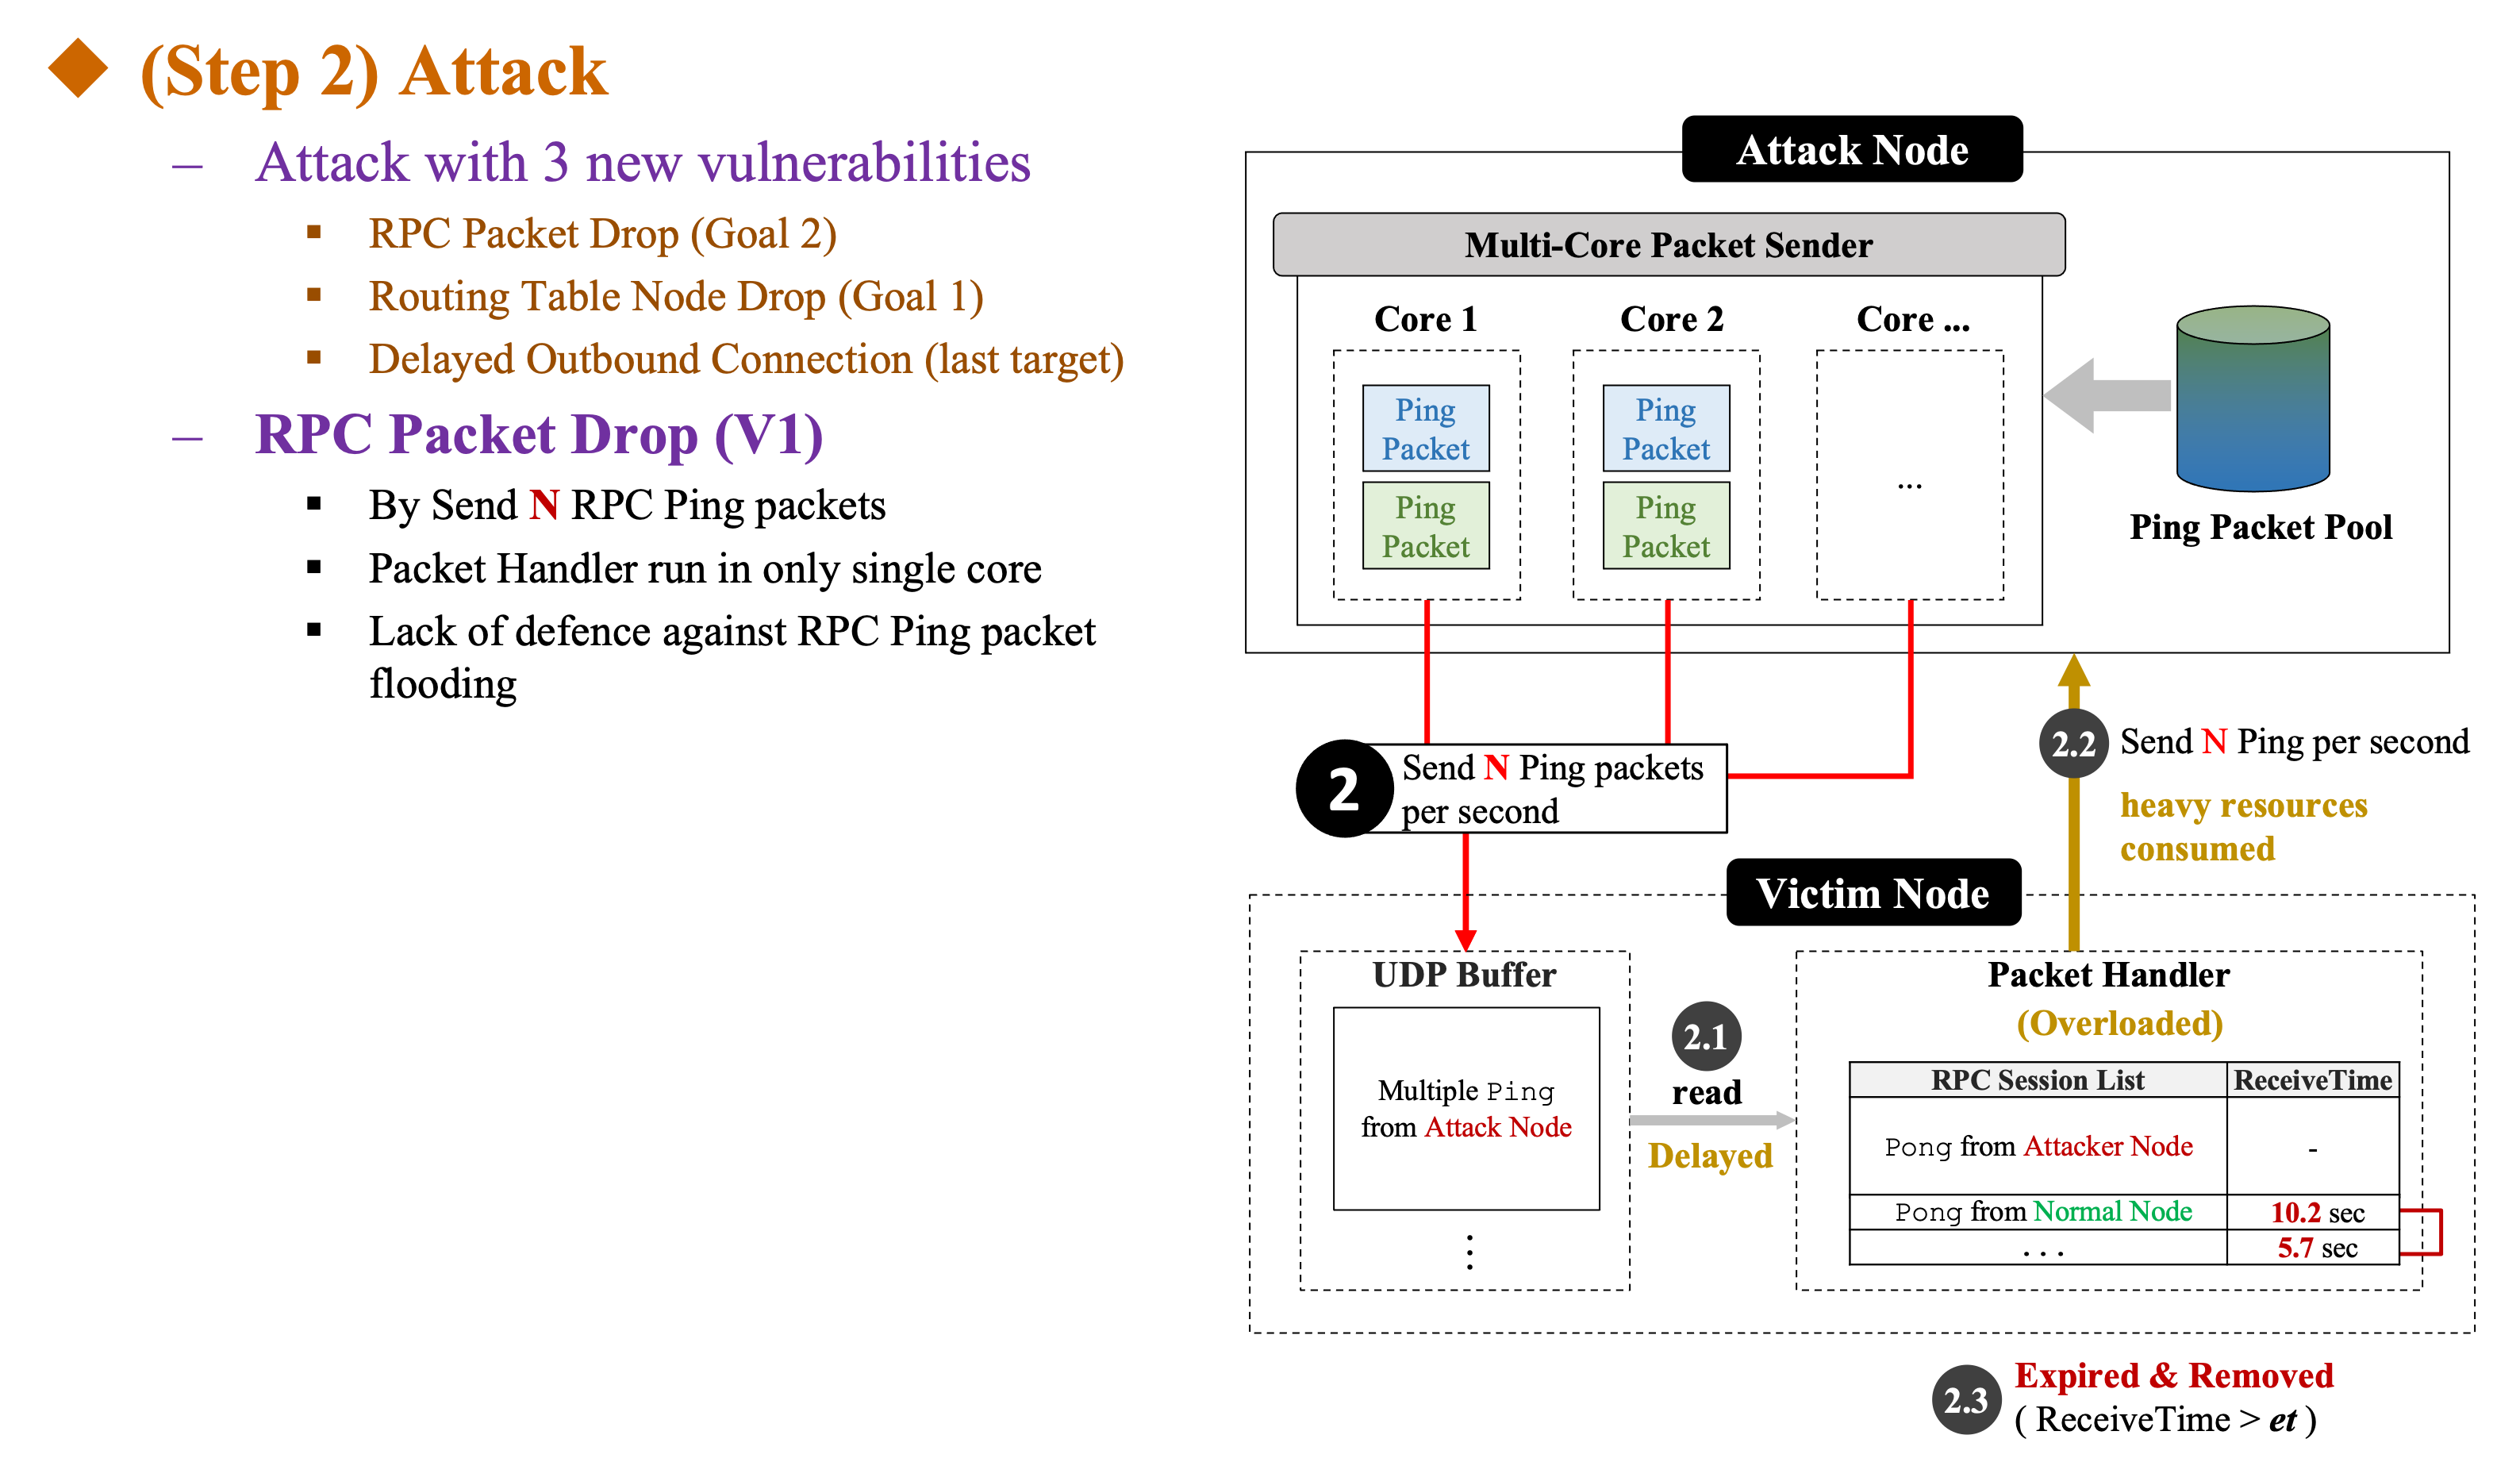 (Step 2) Attack
– Attack with 3 new vulnerabilities
▪ RPC Packet Drop (Goal 2)
▪ Routing Table Node Drop (Goal 1)
▪ Delayed Outbound Connection (last target)
– RPC Packet Drop (V1)
▪ By Send N RPC Ping packets
▪ Packet Handler run in only single core
▪ Lack of defence against RPC Ping packet
flooding
Attack Node
Multi-Core Packet Sender
Core 1
Core 2
Core ...
Ping
Packet
Ping
Packet
Ping
Packet
Ping
Packet
...
Ping Packet Pool
2
Send N Ping packets
per second
2.2
Send N Ping per second
heavy resources
consumed
Victim Node
UDP Buffer
Multiple Ping
from Attack Node
⋮
2.1
read
Delayed
Packet Handler
(Overloaded)
RPC Session List ReceiveTime
Pong from Attacker Node -
Pong from Normal Node 10.2 sec
. . . 5.7 sec
2.3
Expired & Removed
( ReceiveTime > et )